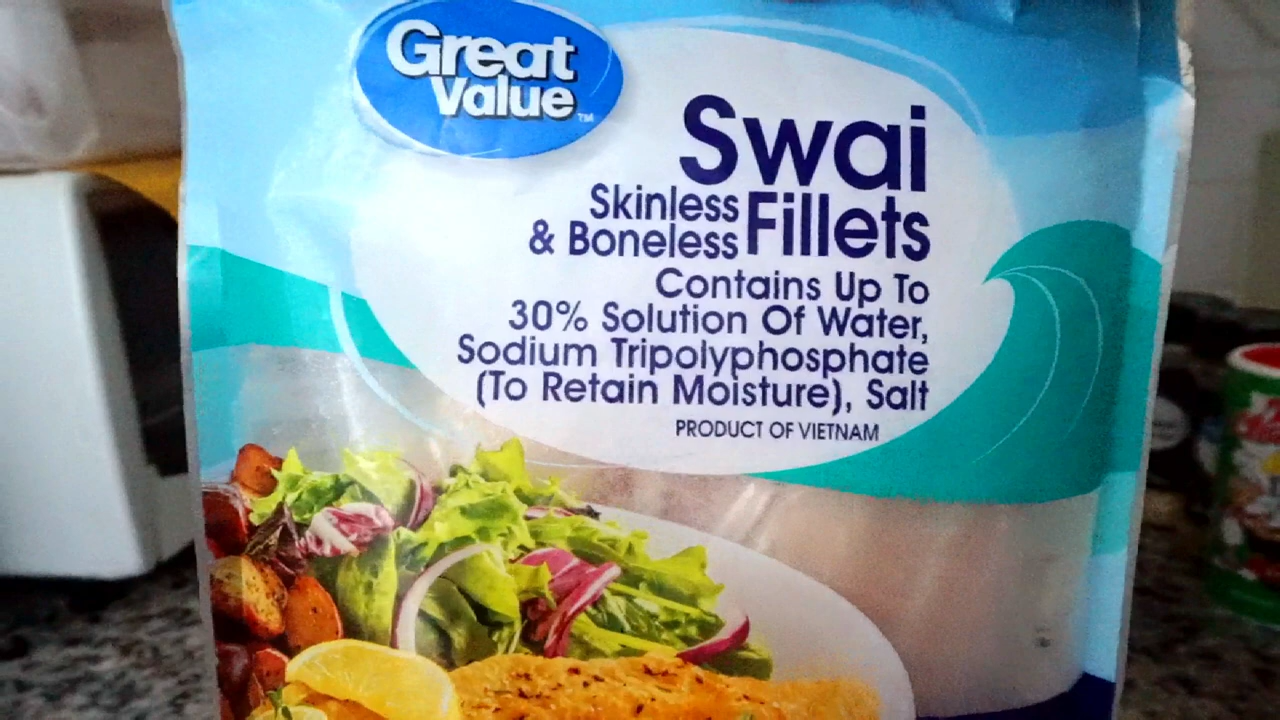 Great
Value
TM
Swai
Skinless
& Boneless
Fillets
Contains Up To
30% Solution Of Water,
Sodium Tripolyphosphate
(To Retain Moisture), Salt
PRODUCT OF VIETNAM